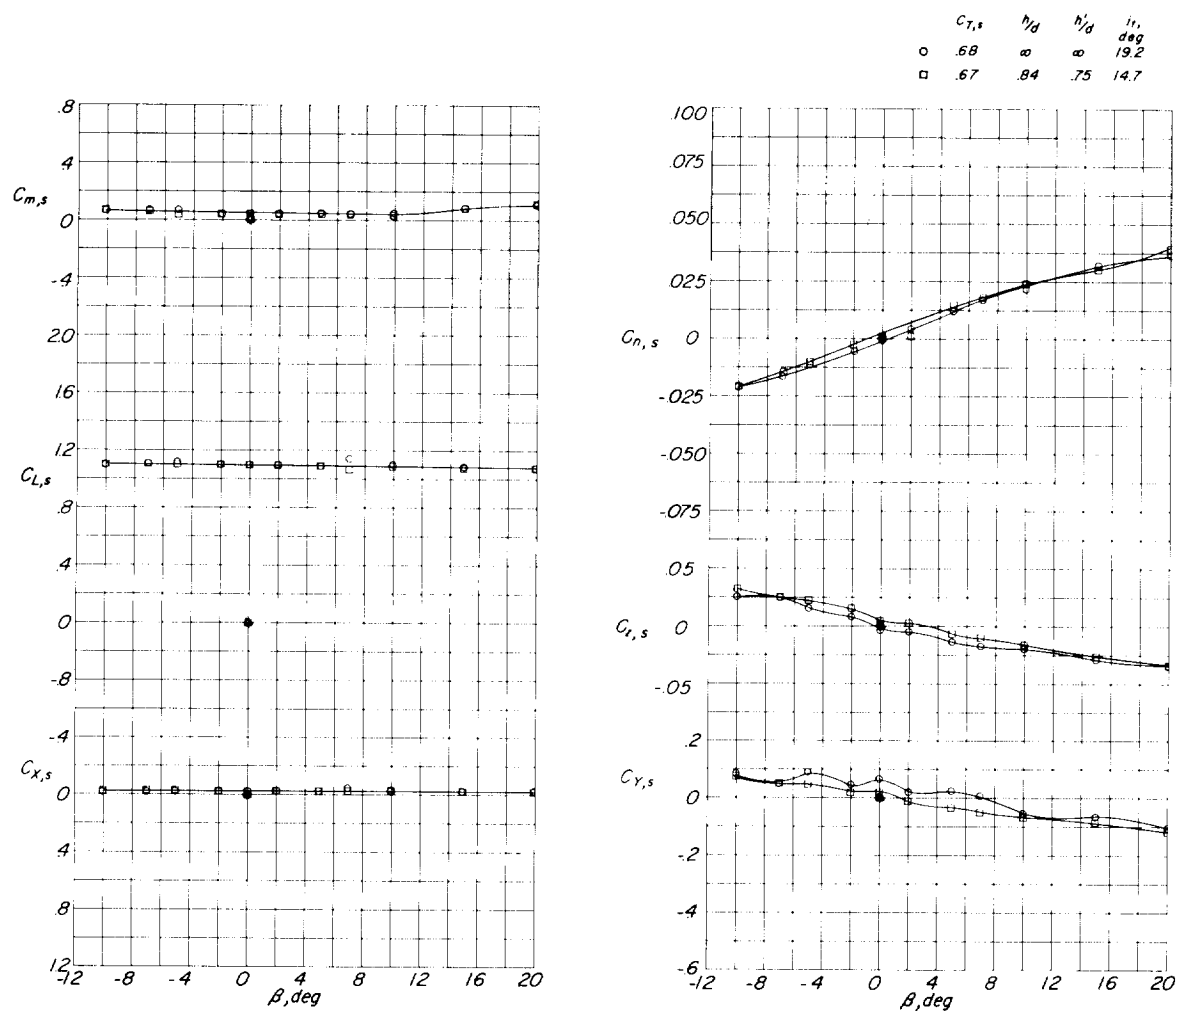 C_T,s h/d h'/d i_t, deg
○ .68 ∞ ∞ 19.2
□ .67 .84 .75 14.7
.8
.4
C_m,s
0
-.4
2.0
1.6
1.2
C_L,s
.8
.4
0
-.8
-.4
C_X,s
0
.4
.8
1.2
-12 -8 -4 0 4 8 12 16 20
β, deg
.100
.075
.050
.025
C_n,s
0
-.025
-.050
-.075
.05
C_l,s
0
-.05
.2
C_Y,s
0
-.2
-.4
-.6
-12 -8 -4 0 4 8 12 16 20
β, deg